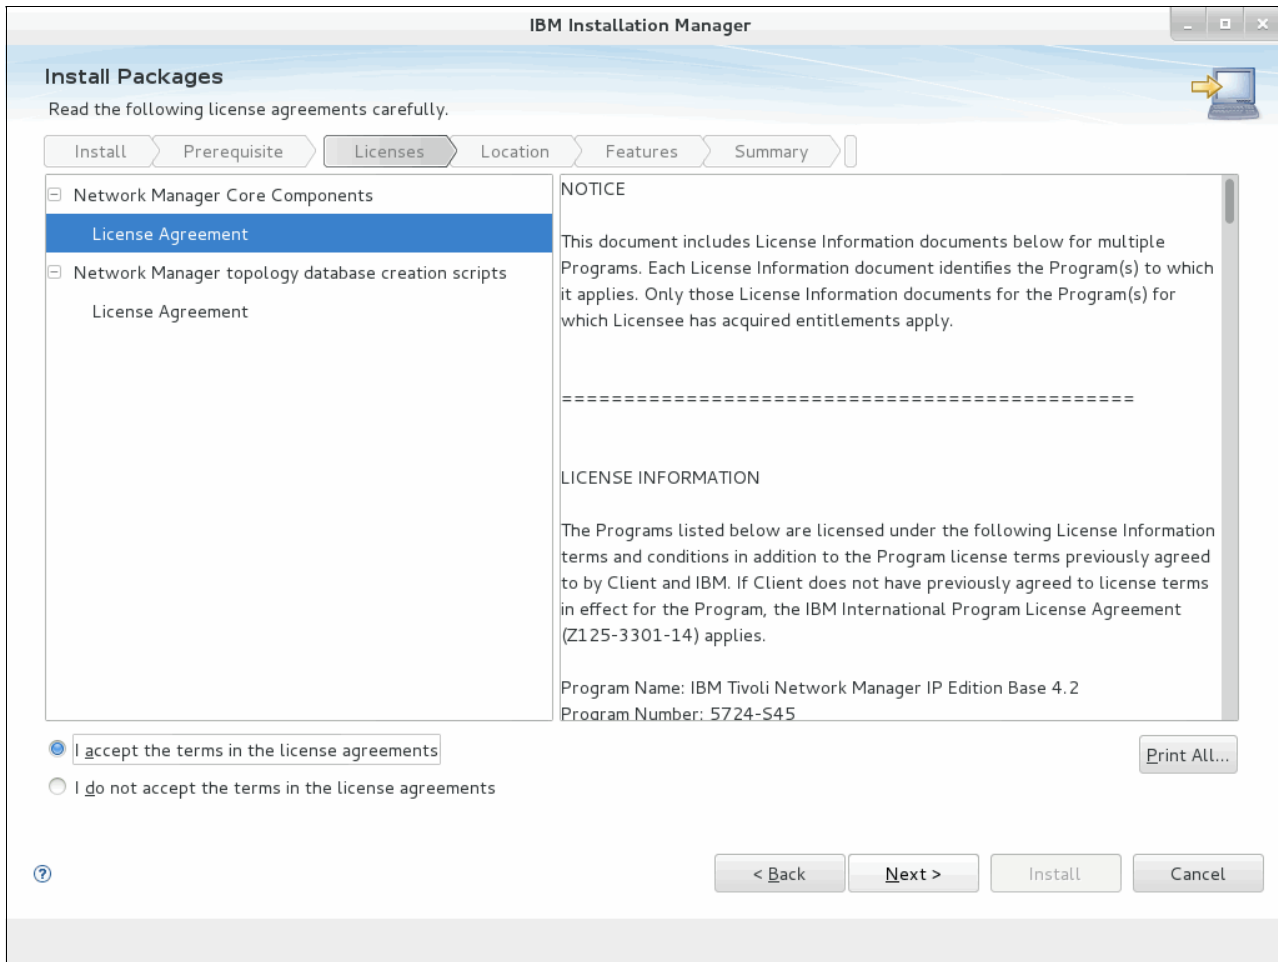 IBM Installation Manager
Install Packages
Read the following license agreements carefully.
Install Prerequisite Licenses Location Features Summary
Network Manager Core Components
License Agreement
Network Manager topology database creation scripts
License Agreement
NOTICE
This document includes License Information documents below for multiple
Programs. Each License Information document identifies the Program(s) to which
it applies. Only those License Information documents for the Program(s) for
which Licensee has acquired entitlements apply.
==============================================
LICENSE INFORMATION
The Programs listed below are licensed under the following License Information
terms and conditions in addition to the Program license terms previously agreed
to by Client and IBM. If Client does not have previously agreed to license terms
in effect for the Program, the IBM International Program License Agreement
(Z125-3301-14) applies.
Program Name: IBM Tivoli Network Manager IP Edition Base 4.2
Program Number: 5724-S45
I accept the terms in the license agreements
Print All...
I do not accept the terms in the license agreements
? < Back Next > Install Cancel